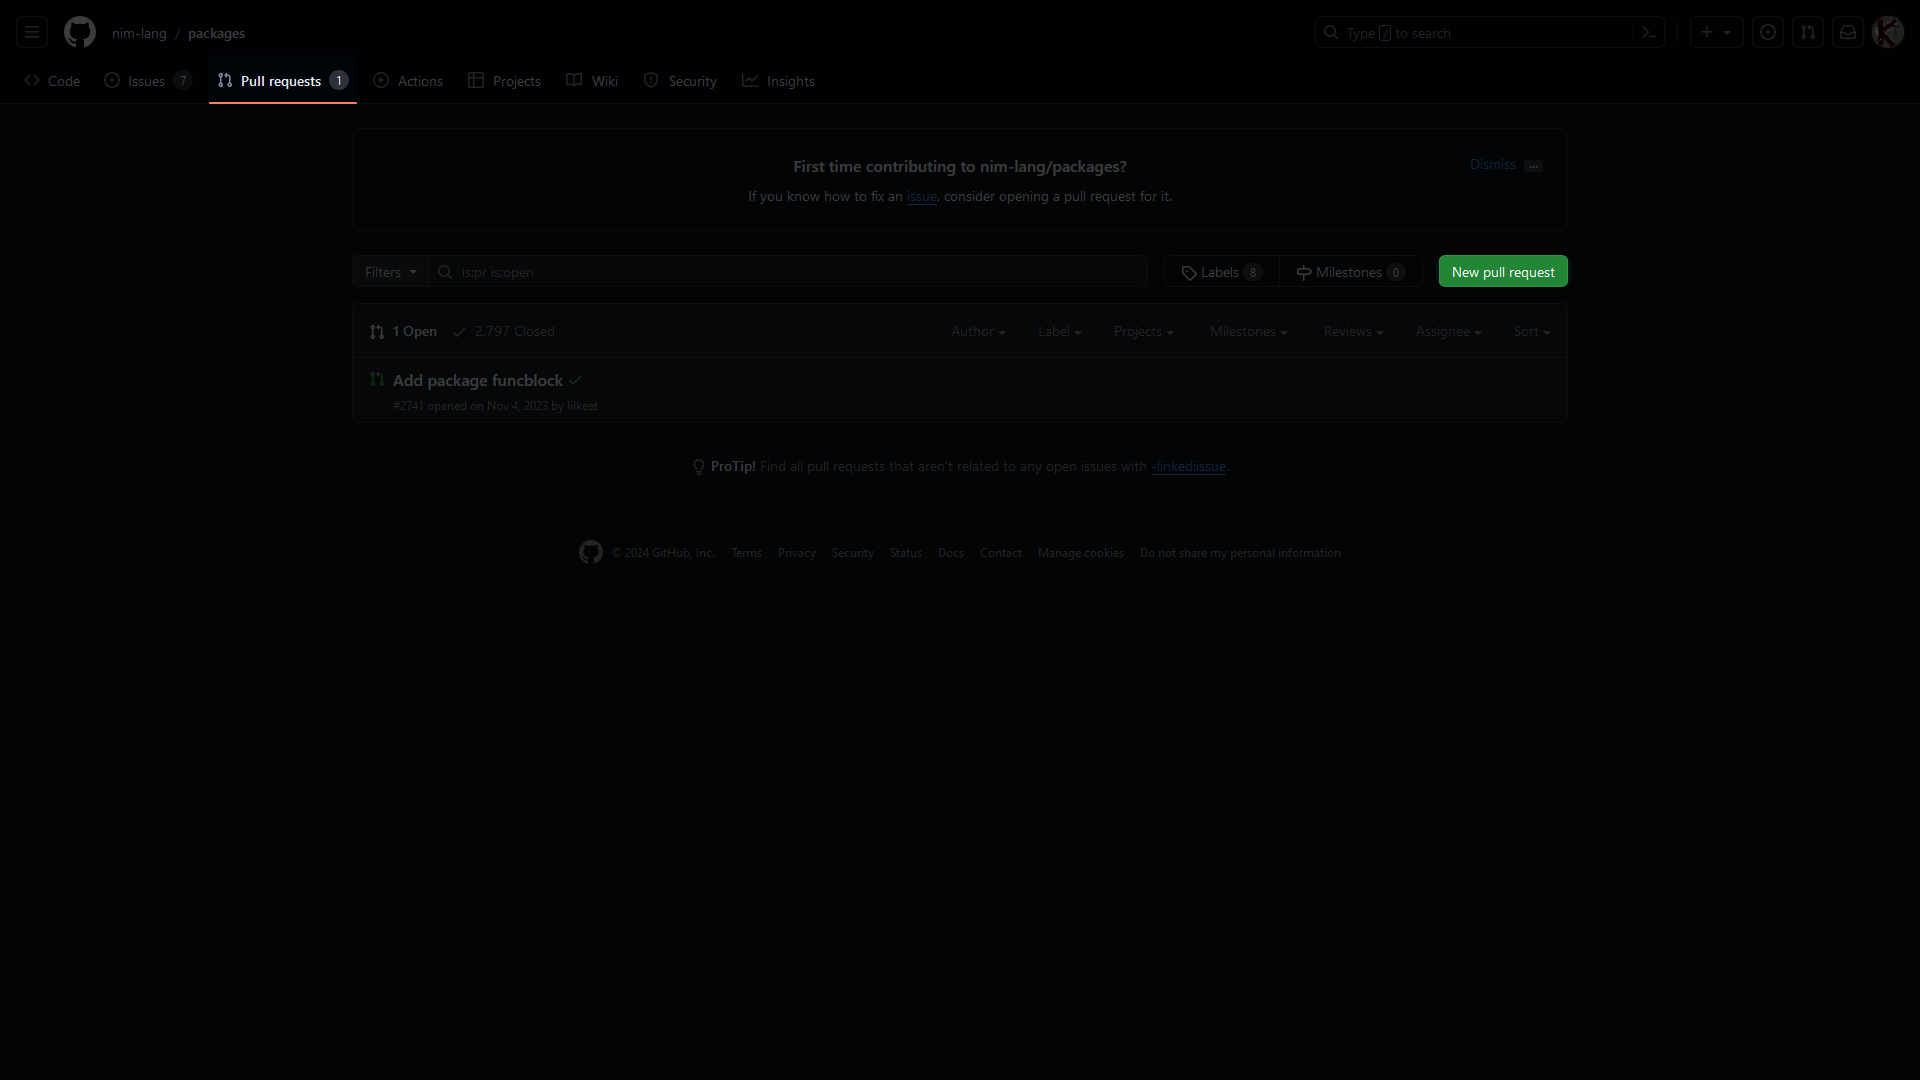 nim-lang / packages
Type / to search
Code
Issues 7
Pull requests 1
Actions
Projects
Wiki
Security
Insights
First time contributing to nim-lang/packages?
Dismiss ...
If you know how to fix an issue, consider opening a pull request for it.
Filters
is:pr is:open
Labels 8
Milestones 0
New pull request
1 Open
2,797 Closed
Author
Label
Projects
Milestones
Reviews
Assignee
Sort
Add package funcblock
#2741 opened on Nov 4, 2023 by lilkeet
ProTip! Find all pull requests that aren't related to any open issues with -linked:issue.
© 2024 GitHub, Inc.
Terms
Privacy
Security
Status
Docs
Contact
Manage cookies
Do not share my personal information